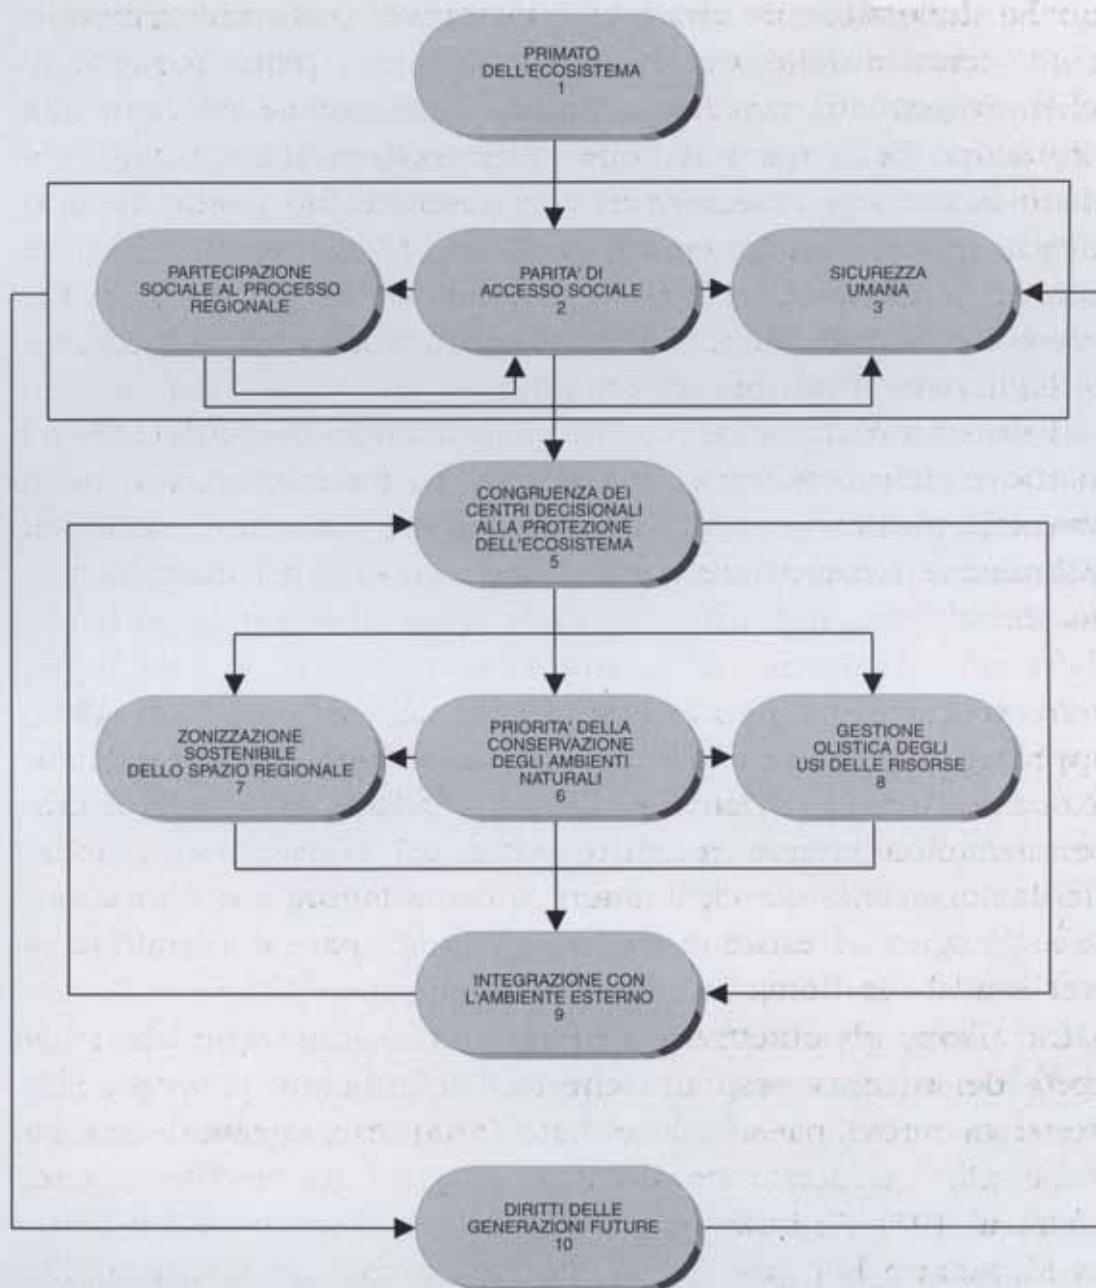 PRIMATO
DELL'ECOSISTEMA
1
PARTECIPAZIONE
SOCIALE AL PROCESSO
REGIONALE
PARITA' DI
ACCESSO SOCIALE
2
SICUREZZA
UMANA
3
CONGRUENZA DEI
CENTRI DECISIONALI
ALLA PROTEZIONE
DELL'ECOSISTEMA
5
ZONIZZAZIONE
SOSTENIBILE
DELLO SPAZIO REGIONALE
7
PRIORITA' DELLA
CONSERVAZIONE
DEGLI AMBIENTI
NATURALI
6
GESTIONE
OLISTICA DEGLI
USI DELLE RISORSE
8
INTEGRAZIONE CON
L'AMBIENTE ESTERNO
9
DIRITTI DELLE
GENERAZIONI FUTURE
10